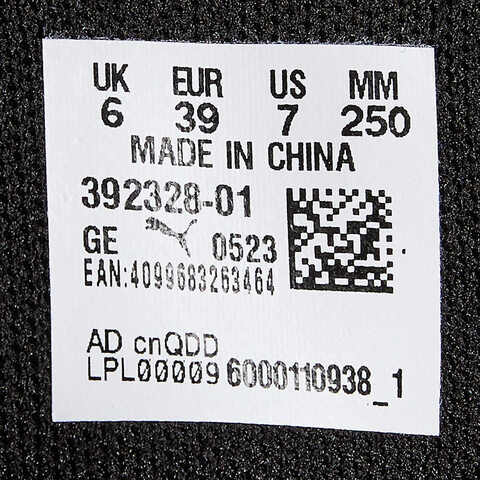 UK EUR US MM
6 39 7 250
MADE IN CHINA
392328-01
GE 0523
EAN:4099683263464
AD cnQDD
LPL00009 6000110938_1